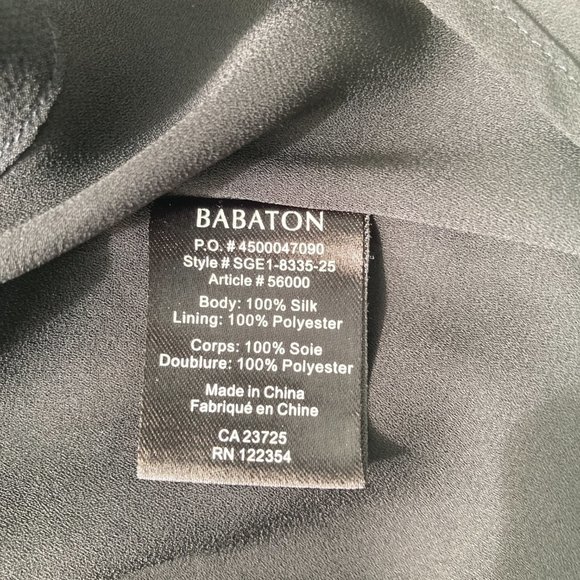 BABATON
P.O. # 4500047090
Style # SGE1-8335-25
Article # 56000
Body: 100% Silk
Lining: 100% Polyester
Corps: 100% Soie
Doublure: 100% Polyester
Made in China
Fabriqué en Chine
CA 23725
RN 122354